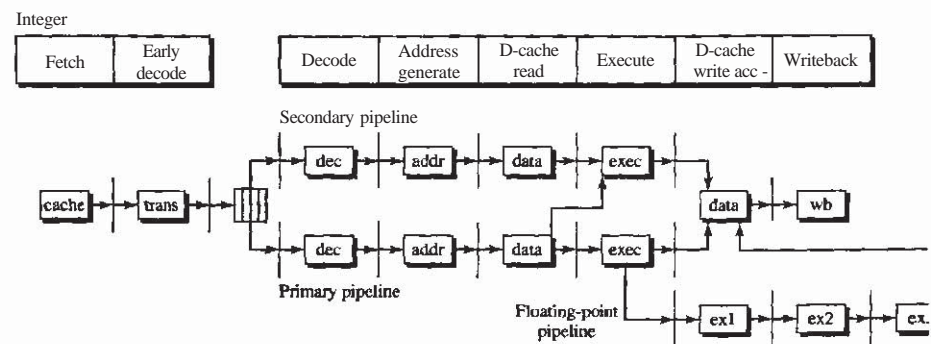 Integer
Fetch
Early decode
Decode
Address generate
D-cache read
Execute
D-cache write acc -
Writeback
Secondary pipeline
dec
addr
data
exec
cache
trans
data
wb
dec
addr
data
exec
Primary pipeline
Floating-point pipeline
ex1
ex2